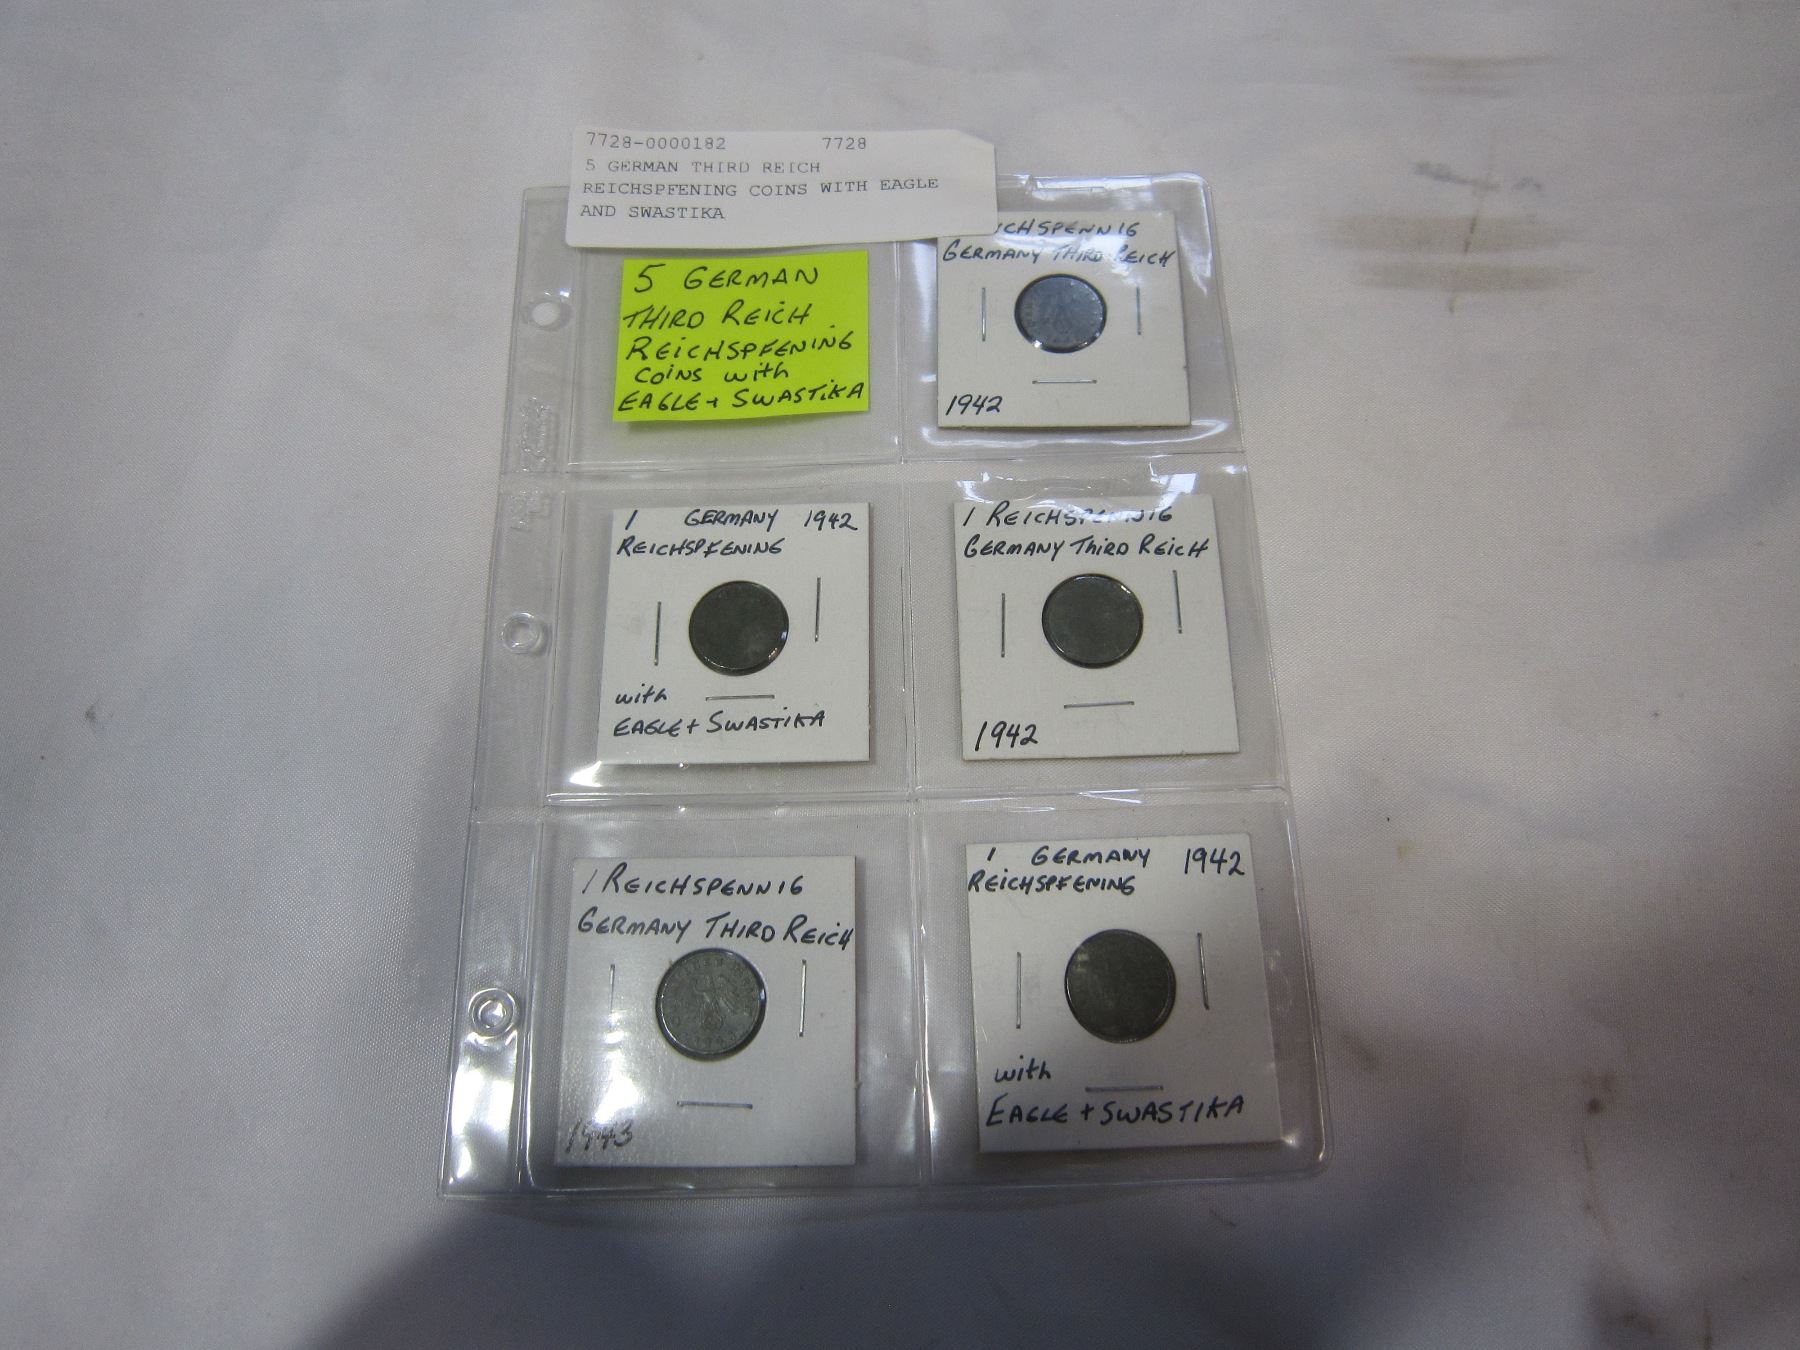 7728-0000182 7728
5 GERMAN THIRD REICH
REICHSPFENING COINS WITH EAGLE
AND SWASTIKA
5 GERMAN
THIRD REICH
REICHSPFENING
COINS with
EAGLE + SWASTIKA
GERMANY THIRD REICH
1942
1 GERMANY 1942
REICHSPFENING
with
EAGLE + SWASTIKA
1 REICHSPENNIG
GERMANY THIRD REICH
1942
1 REICHSPENNIG
GERMANY THIRD REICH
1943
1 GERMANY 1942
REICHSPFENING
with
EAGLE + SWASTIKA